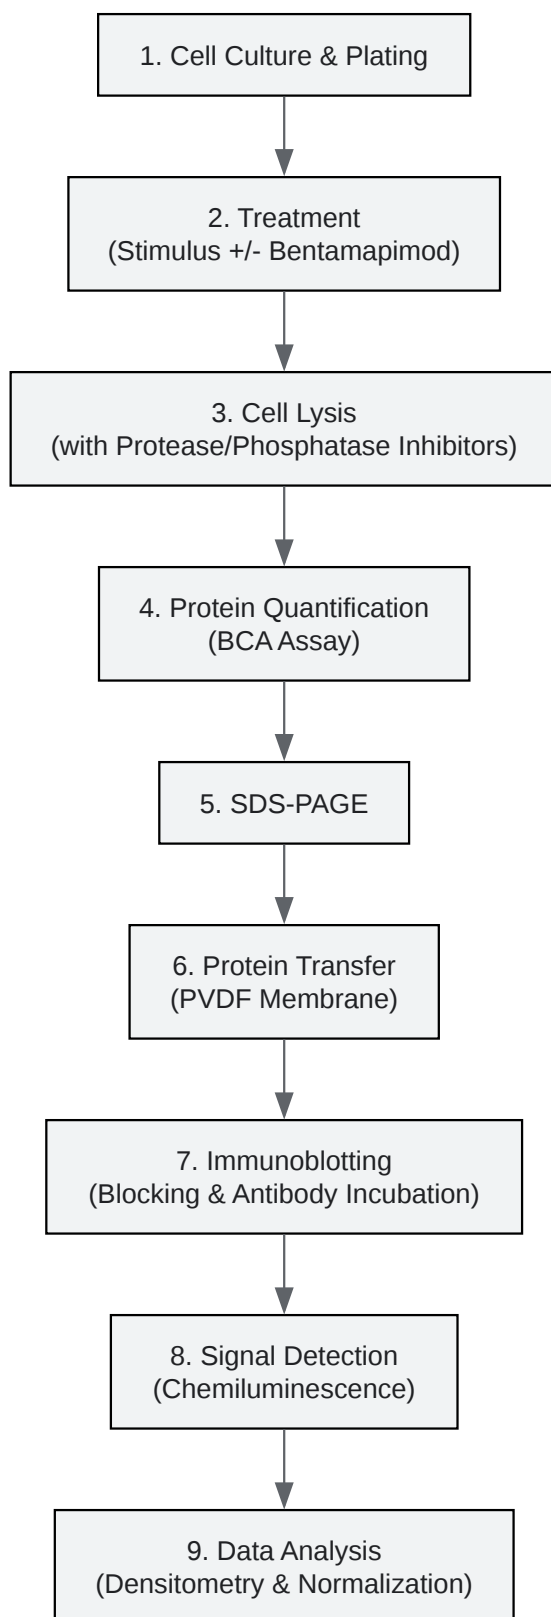 1. Cell Culture & Plating
2. Treatment
(Stimulus +/- Bentamapimod)
3. Cell Lysis
(with Protease/Phosphatase Inhibitors)
4. Protein Quantification
(BCA Assay)
5. SDS-PAGE
6. Protein Transfer
(PVDF Membrane)
7. Immunoblotting
(Blocking & Antibody Incubation)
8. Signal Detection
(Chemiluminescence)
9. Data Analysis
(Densitometry & Normalization)